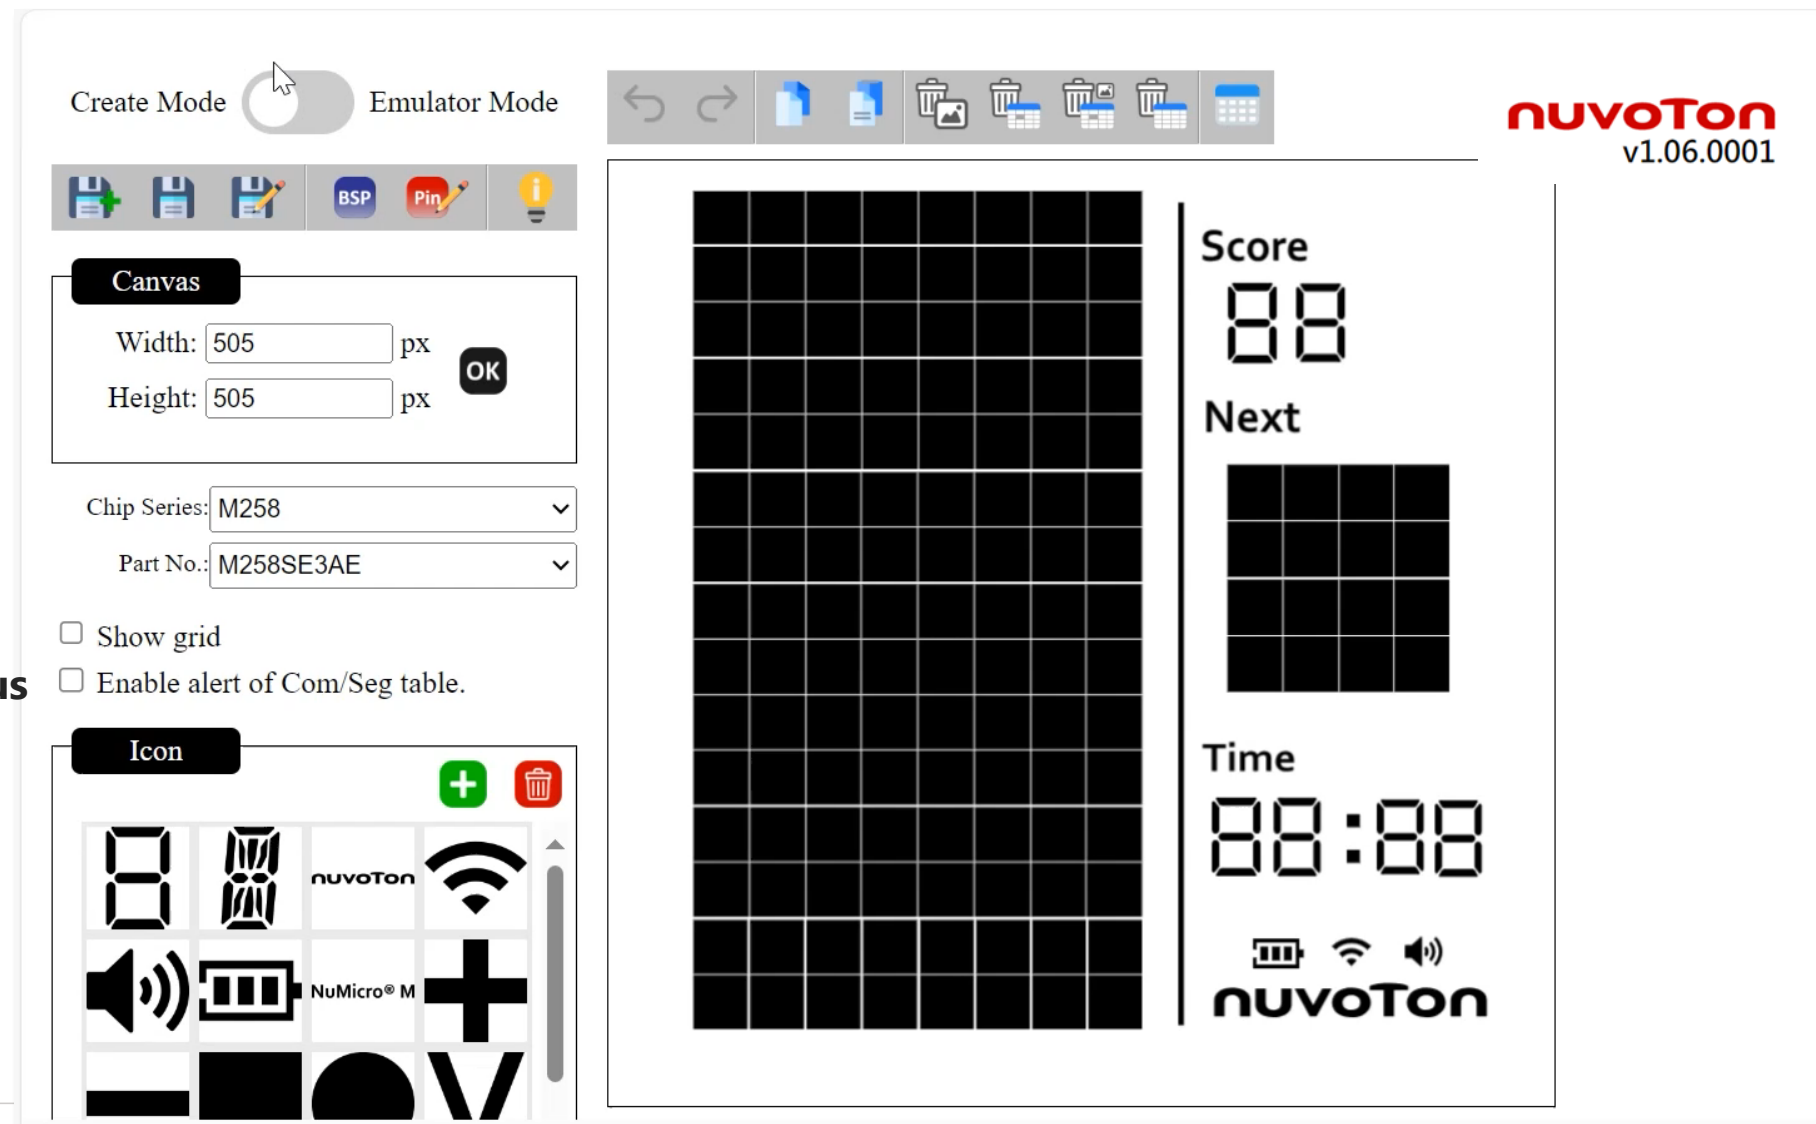 Create Mode
Emulator Mode
nuvoTon
v1.06.0001
BSP
Pin
Canvas
Width: 505 px
Height: 505 px
OK
Chip Series: M258
Part No.: M258SE3AE
Show grid
us
Enable alert of Com/Seg table.
Icon
nuvoTon
NuMicro® M
Score
88
Next
Time
88:88
nuvoTon